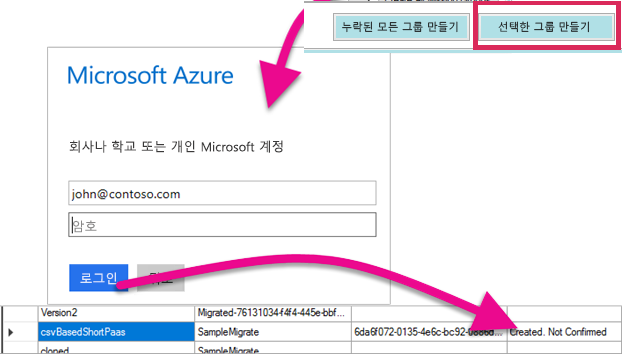 누락된 모든 그룹 만들기 선택한 그룹 만들기
Microsoft Azure
회사나 학교 또는 개인 Microsoft 계정
john@contoso.com
암호
로그인
Version2 Migrated-76131034-f4f4-445e-bbf...
csvBasedShortPaas SampleMigrate 6da6f072-0135-4e6c-bc92-0886d... Created. Not Confirmed
cloned SampleMigrate